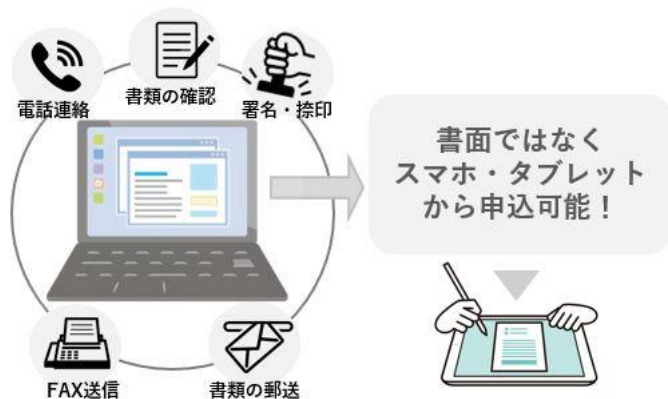 電話連絡
書類の確認
署名・捺印
書面ではなく
スマホ・タブレット
から申込可能！
FAX送信
書類の郵送